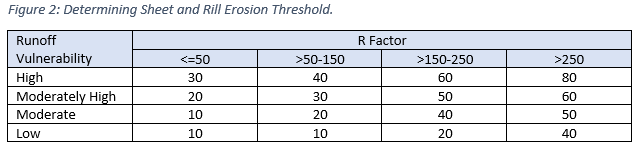 Figure 2: Determining Sheet and Rill Erosion Threshold.
Runoff Vulnerability R Factor
<=50 >50-150 >150-250 >250
High 30 40 60 80
Moderately High 20 30 50 60
Moderate 10 20 40 50
Low 10 10 20 40